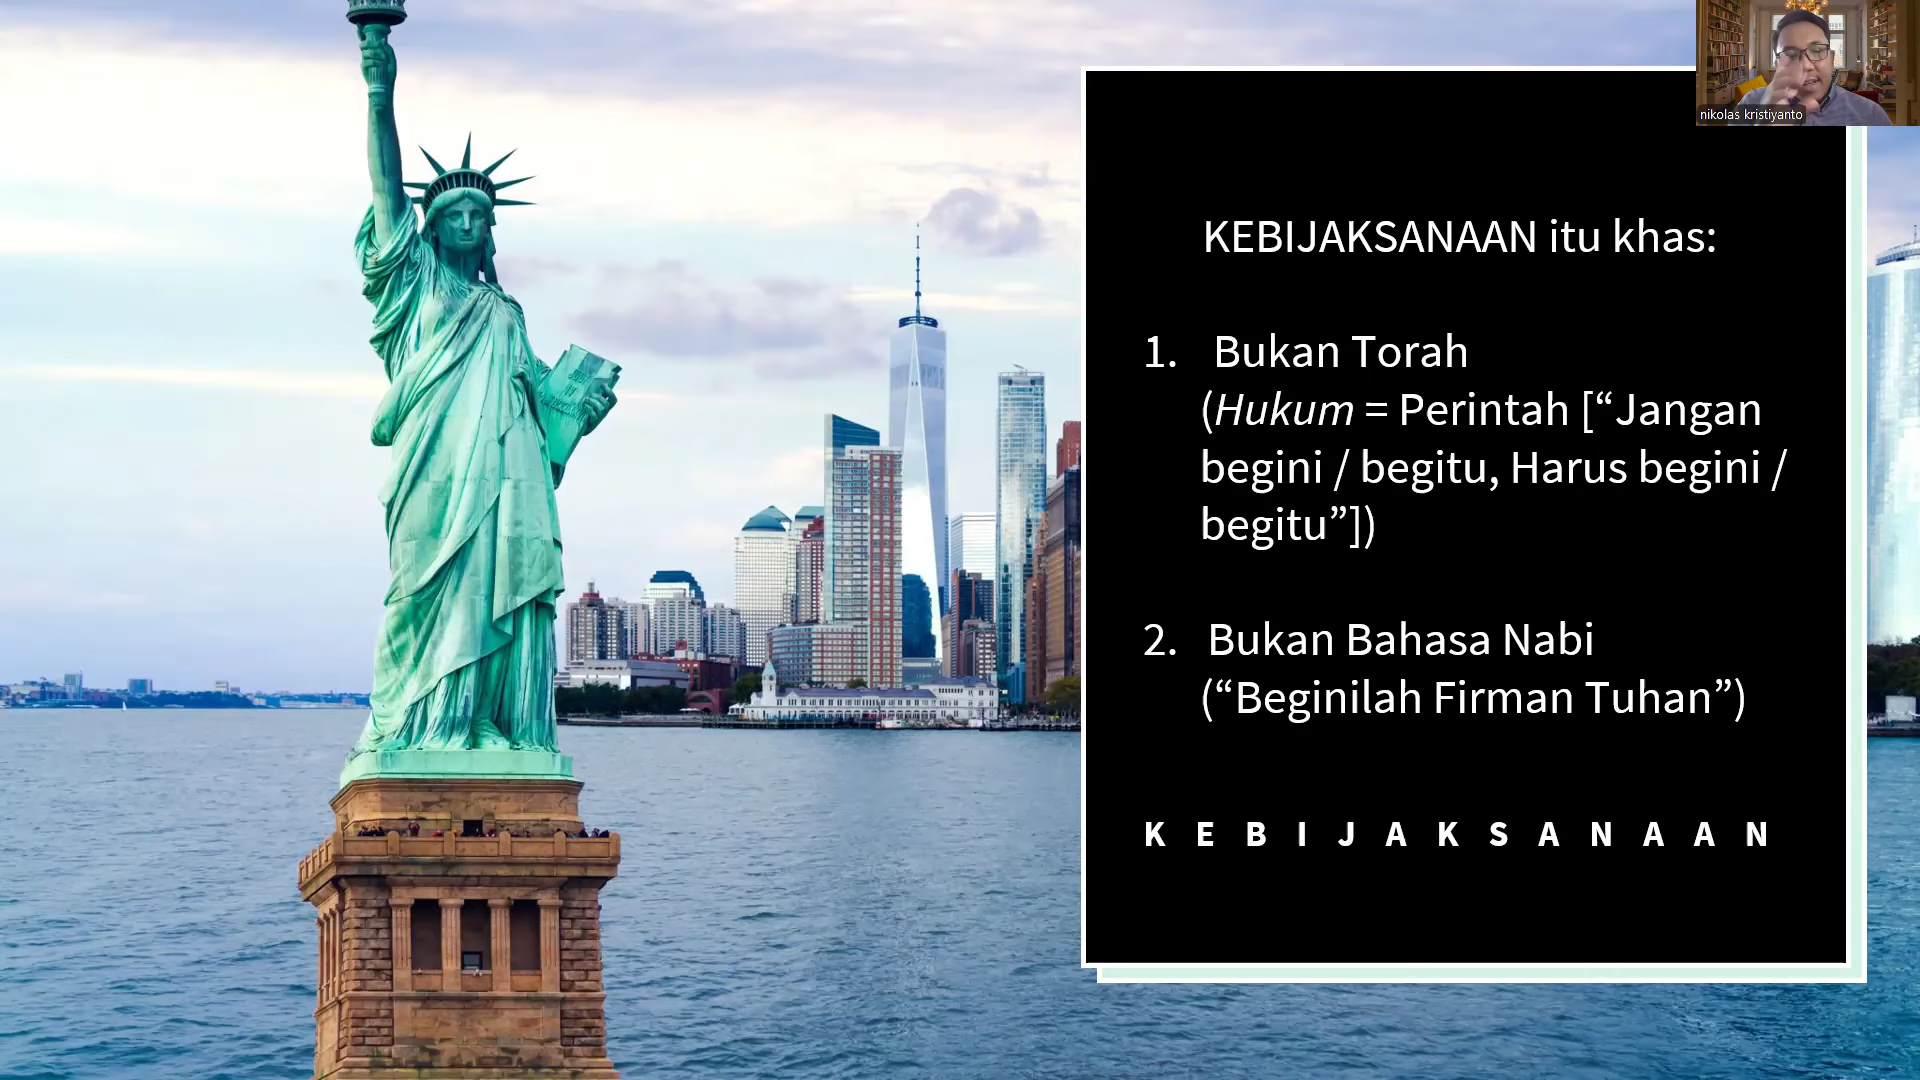 nikolas kristiyanto
KEBIJAKSANAAN itu khas:
1. Bukan Torah
(Hukum = Perintah [“Jangan
begini / begitu, Harus begini /
begitu”])
2. Bukan Bahasa Nabi
(“Beginilah Firman Tuhan”)
K E B I J A K S A N A A N